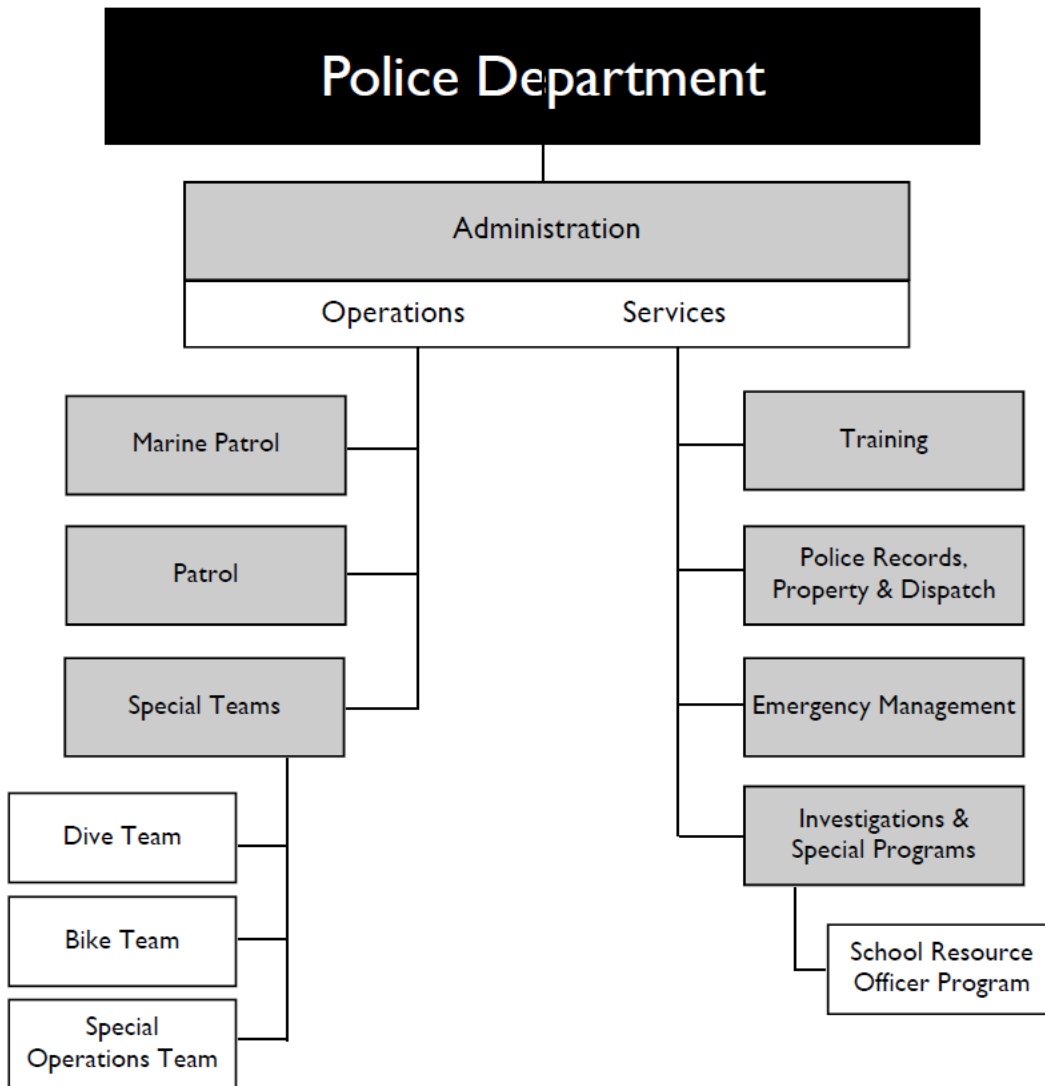 Police Department
Administration
Operations
Services
Marine Patrol
Patrol
Special Teams
Dive Team
Bike Team
Special
Operations Team
Training
Police Records,
Property & Dispatch
Emergency Management
Investigations &
Special Programs
School Resource
Officer Program